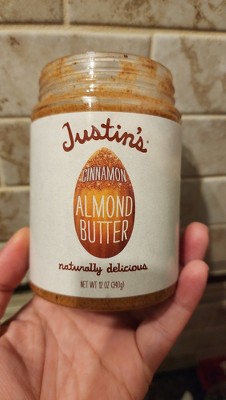 Justin's
CINNAMON
ALMOND
BUTTER
naturally delicious
NET WT 12 OZ (340g)